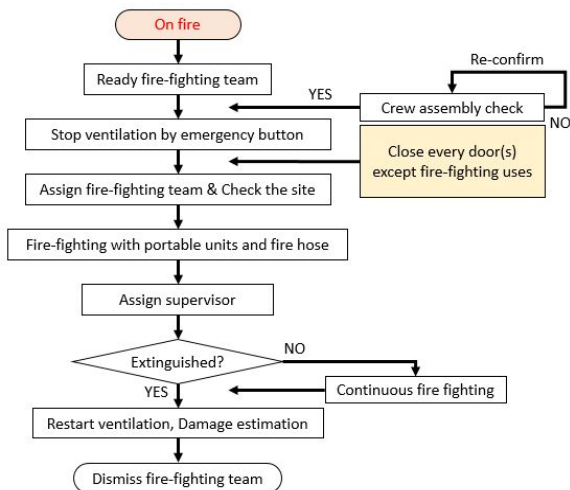 On fire
Re-confirm
Ready fire-fighting team
YES
Crew assembly check
NO
Stop ventilation by emergency button
Close every door(s)
except fire-fighting uses
Assign fire-fighting team & Check the site
Fire-fighting with portable units and fire hose
Assign supervisor
Extinguished?
NO
YES
Continuous fire fighting
Restart ventilation, Damage estimation
Dismiss fire-fighting team